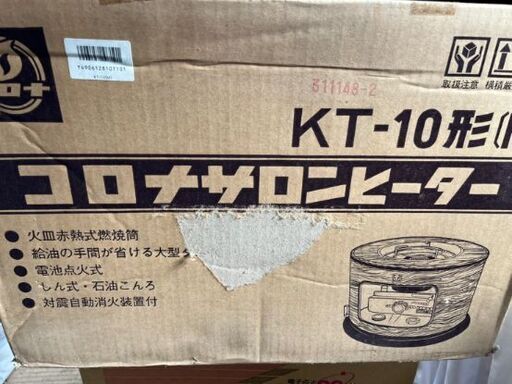 コロナ
T4906128107101
311148-2
取扱注意 横積厳
KT-10形(
コロナサロンヒーター
● 火皿赤熱式燃焼筒
● 給油の手間が省ける大型タ
● 電池点火式
● しん式・石油こんろ
● 対震自動消火装置付